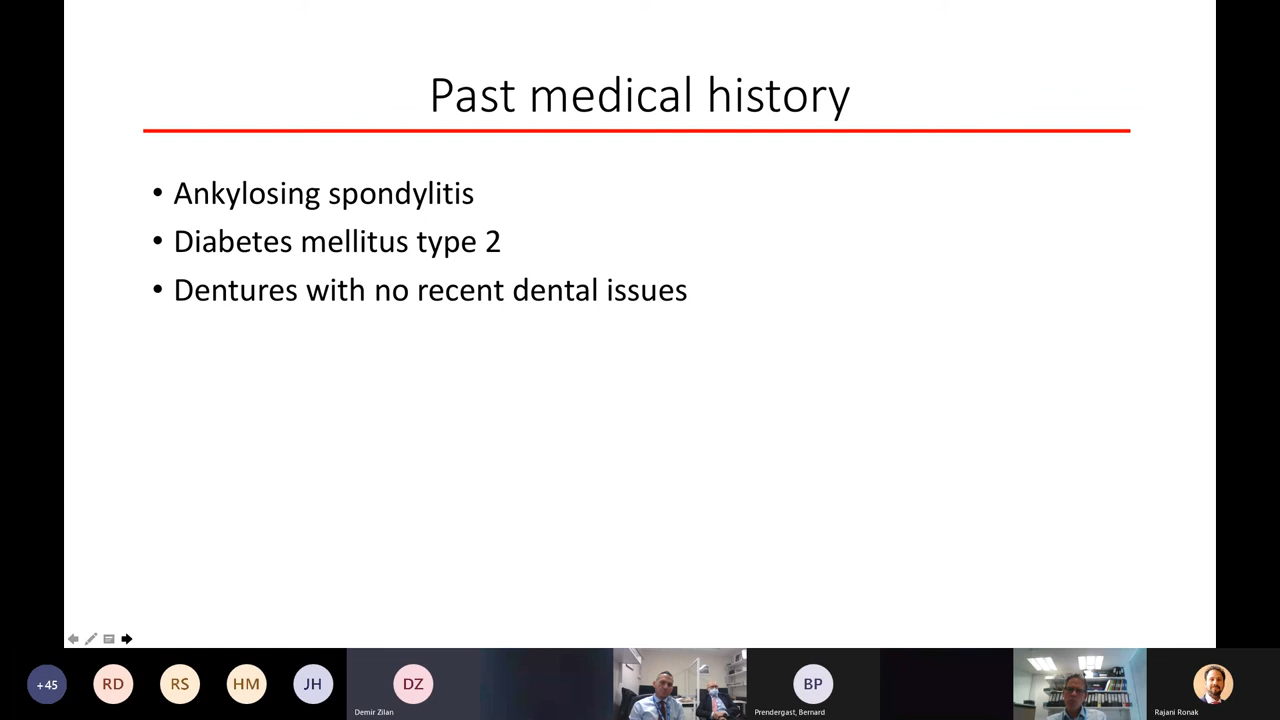 Past medical history
• Ankylosing spondylitis
• Diabetes mellitus type 2
• Dentures with no recent dental issues
+45
RD
RS
HM
JH
DZ
Demir Zilan
BP
Prendergast, Bernard
Rajani Ronak